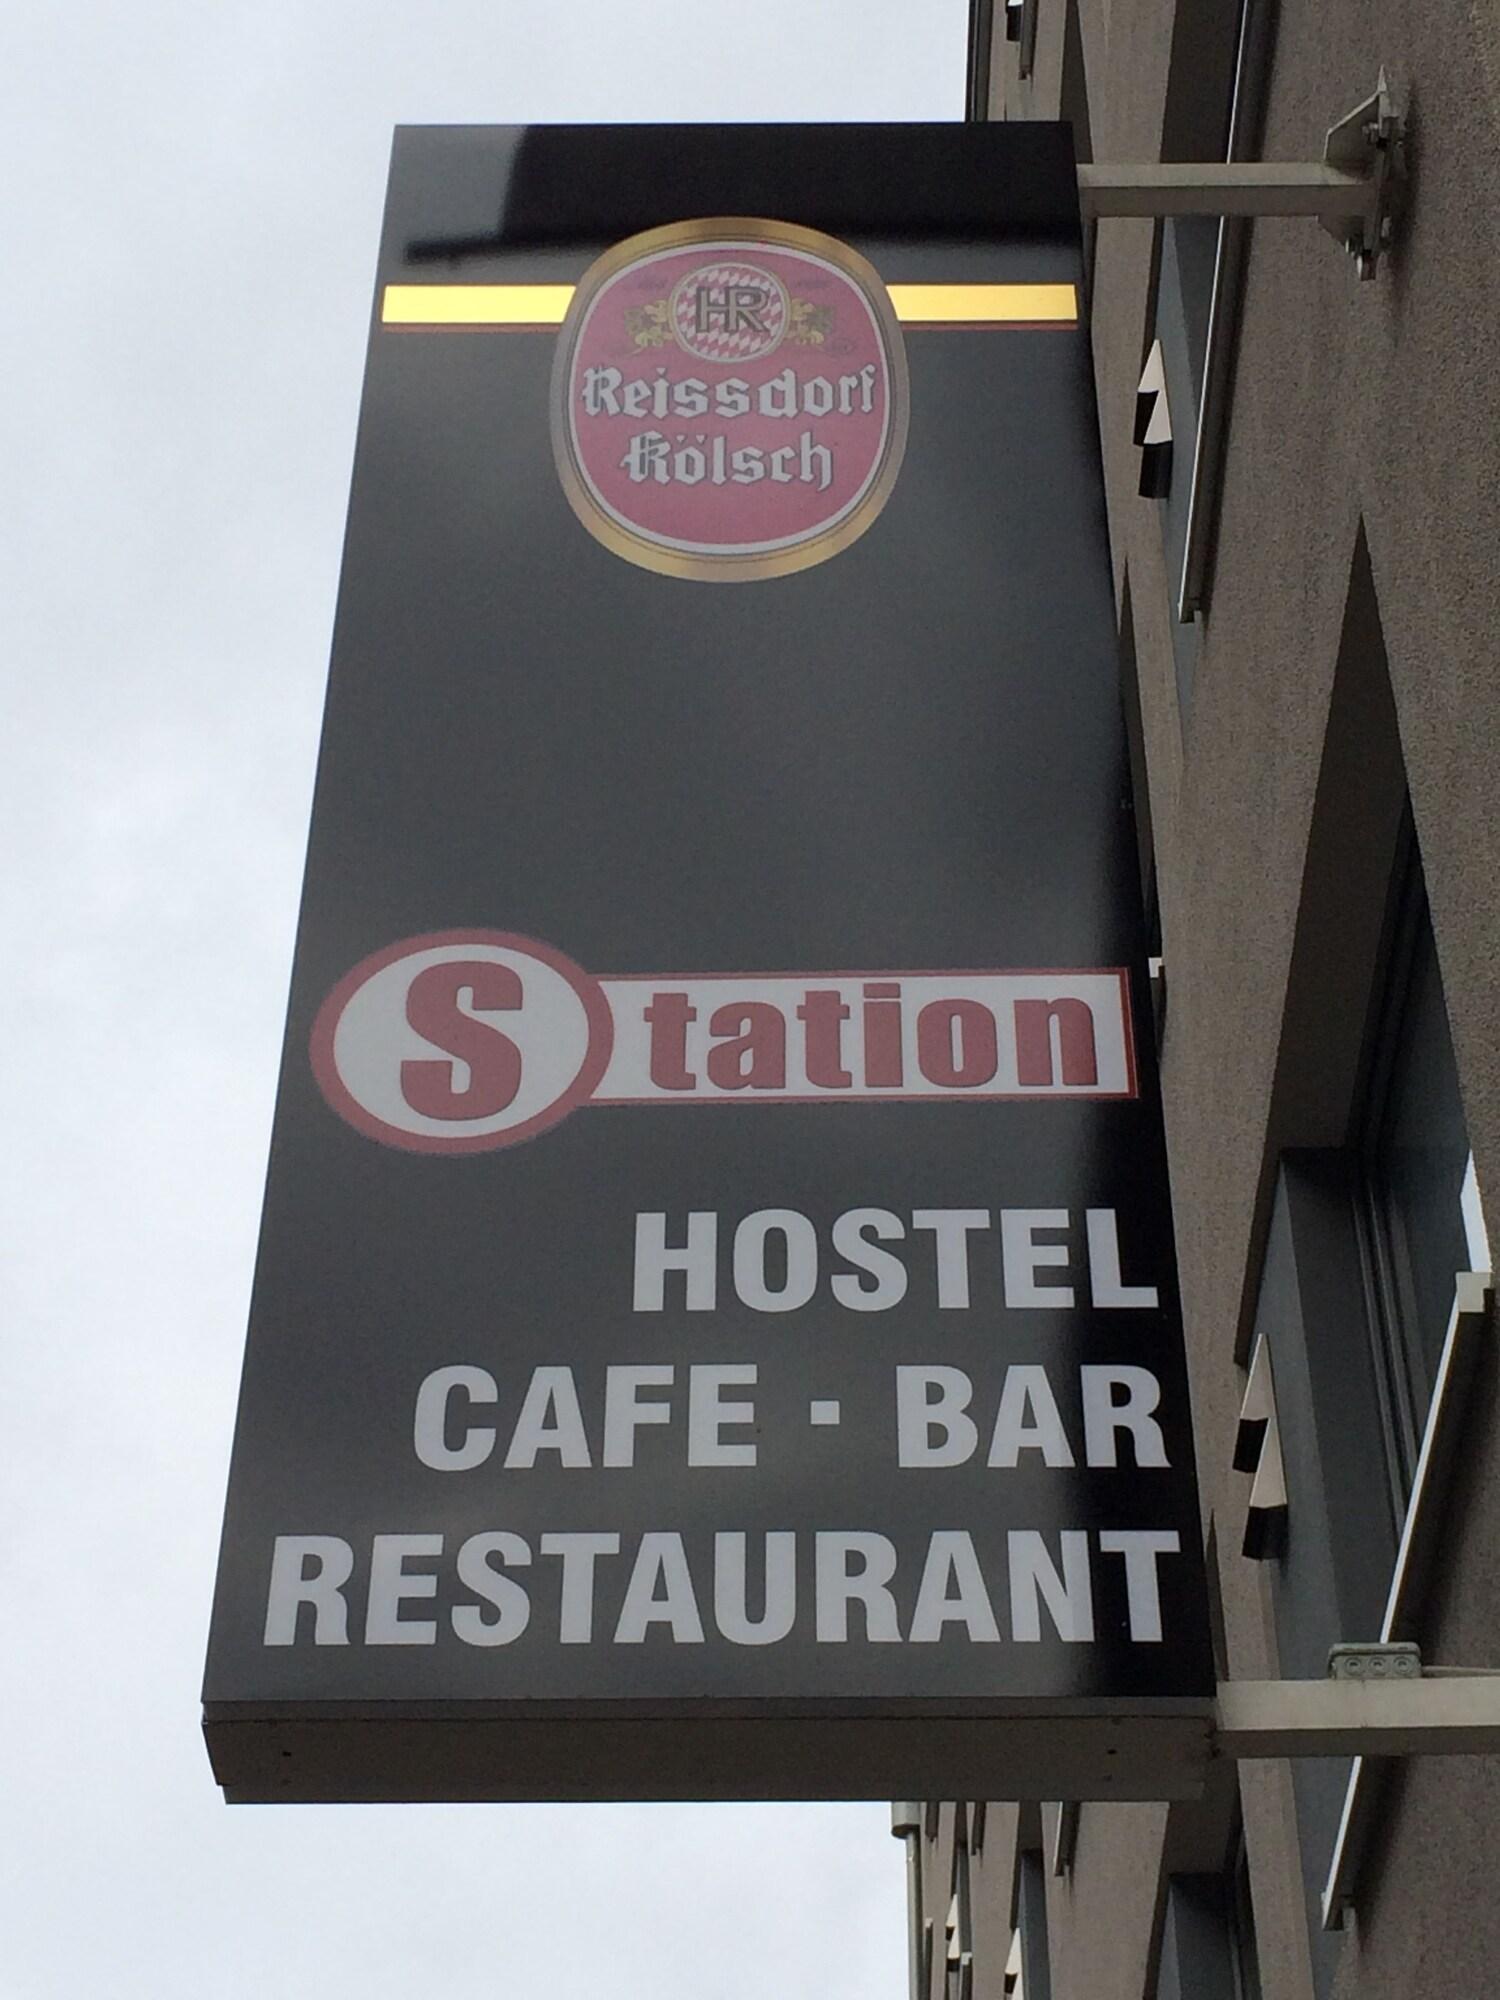 HR
Reissdorf
Kölsch
Station
HOSTEL
CAFE · BAR
RESTAURANT